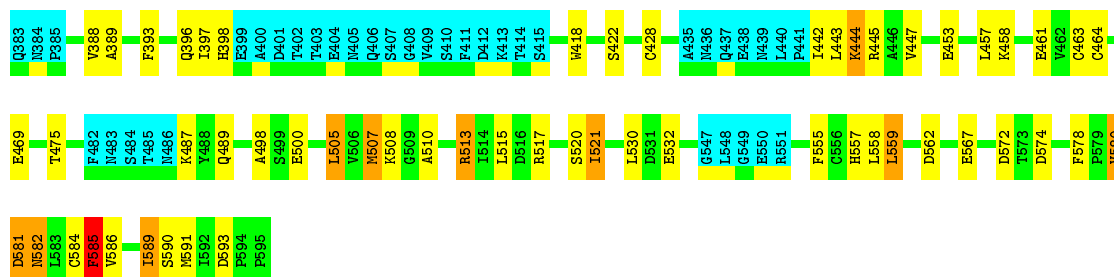 Q383 N384 P385 V388 A389 F393 Q396 I397 H398 E399 A400 D401 T402 T403 E404 N405 Q406 S407 G408 V409 S410 F411 D412 K413 T414 S415 W418 S422 C428 A435 N436 Q437 E438 N439 L440 P441 I442 L443 K444 R445 A446 V447 E453 L457 K458 E461 V462 C463 C464
E469 T475 F482 N483 S484 T485 N486 K487 Y488 Q489 A498 S499 E500 L505 V506 M507 K508 G509 A510 R513 I514 L515 D516 R517 S520 I521 L530 D531 E532 G547 L548 G549 E550 R551 F555 C556 H557 L558 L559 D562 E567 D572 T573 D574 F578 P579
D581 N582 L583 C584 F585 V586 I589 S590 M591 I592 D593 P594 P595